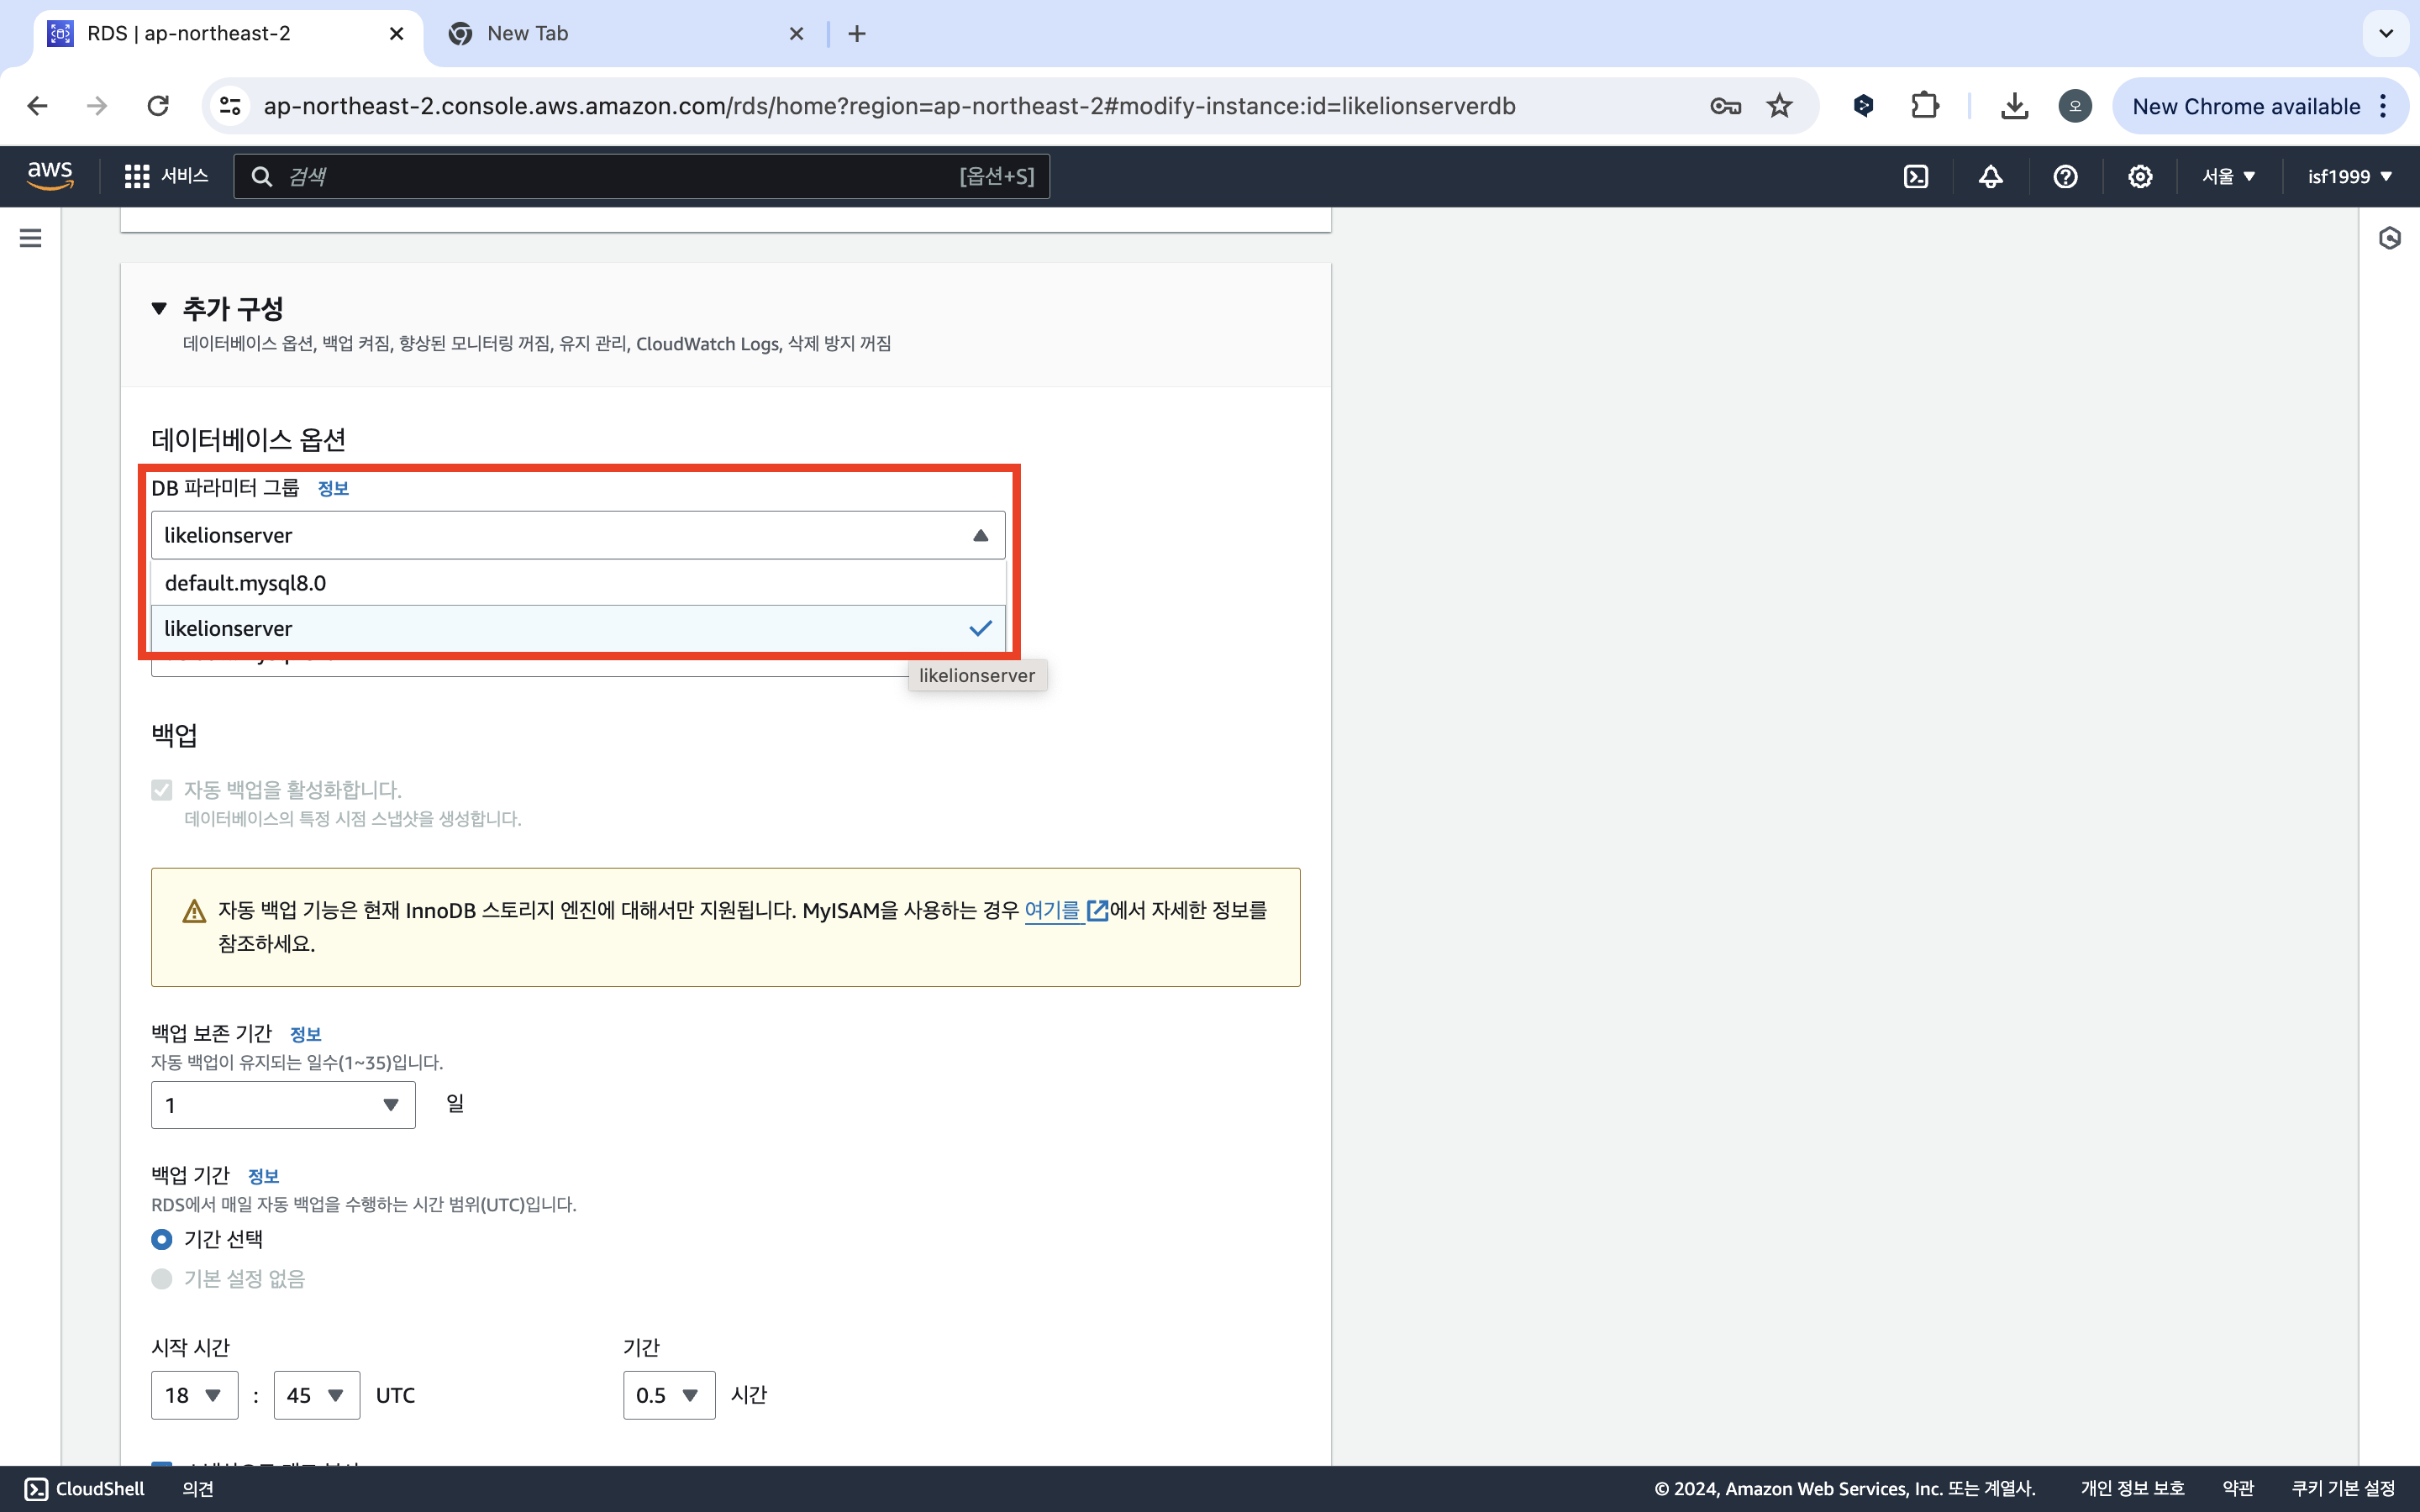 RDS | ap-northeast-2
New Tab
ap-northeast-2.console.aws.amazon.com/rds/home?region=ap-northeast-2#modify-instance:id=likelionserverdb
오
New Chrome available
aws
서비스
검색
[옵션+S]
서울
isf1999
추가 구성
데이터베이스 옵션, 백업 켜짐, 향상된 모니터링 꺼짐, 유지 관리, CloudWatch Logs, 삭제 방지 꺼짐
데이터베이스 옵션
DB 파라미터 그룹 정보
likelionserver
default.mysql8.0
likelionserver
likelionserver
백업
자동 백업을 활성화합니다.
데이터베이스의 특정 시점 스냅샷을 생성합니다.
자동 백업 기능은 현재 InnoDB 스토리지 엔진에 대해서만 지원됩니다. MyISAM을 사용하는 경우 여기를 에서 자세한 정보를
참조하세요.
백업 보존 기간 정보
자동 백업이 유지되는 일수(1~35)입니다.
1 일
백업 기간 정보
RDS에서 매일 자동 백업을 수행하는 시간 범위(UTC)입니다.
기간 선택
기본 설정 없음
시작 시간 기간
18 : 45 UTC 0.5 시간
CloudShell 의견 © 2024, Amazon Web Services, Inc. 또는 계열사. 개인 정보 보호 약관 쿠키 기본 설정